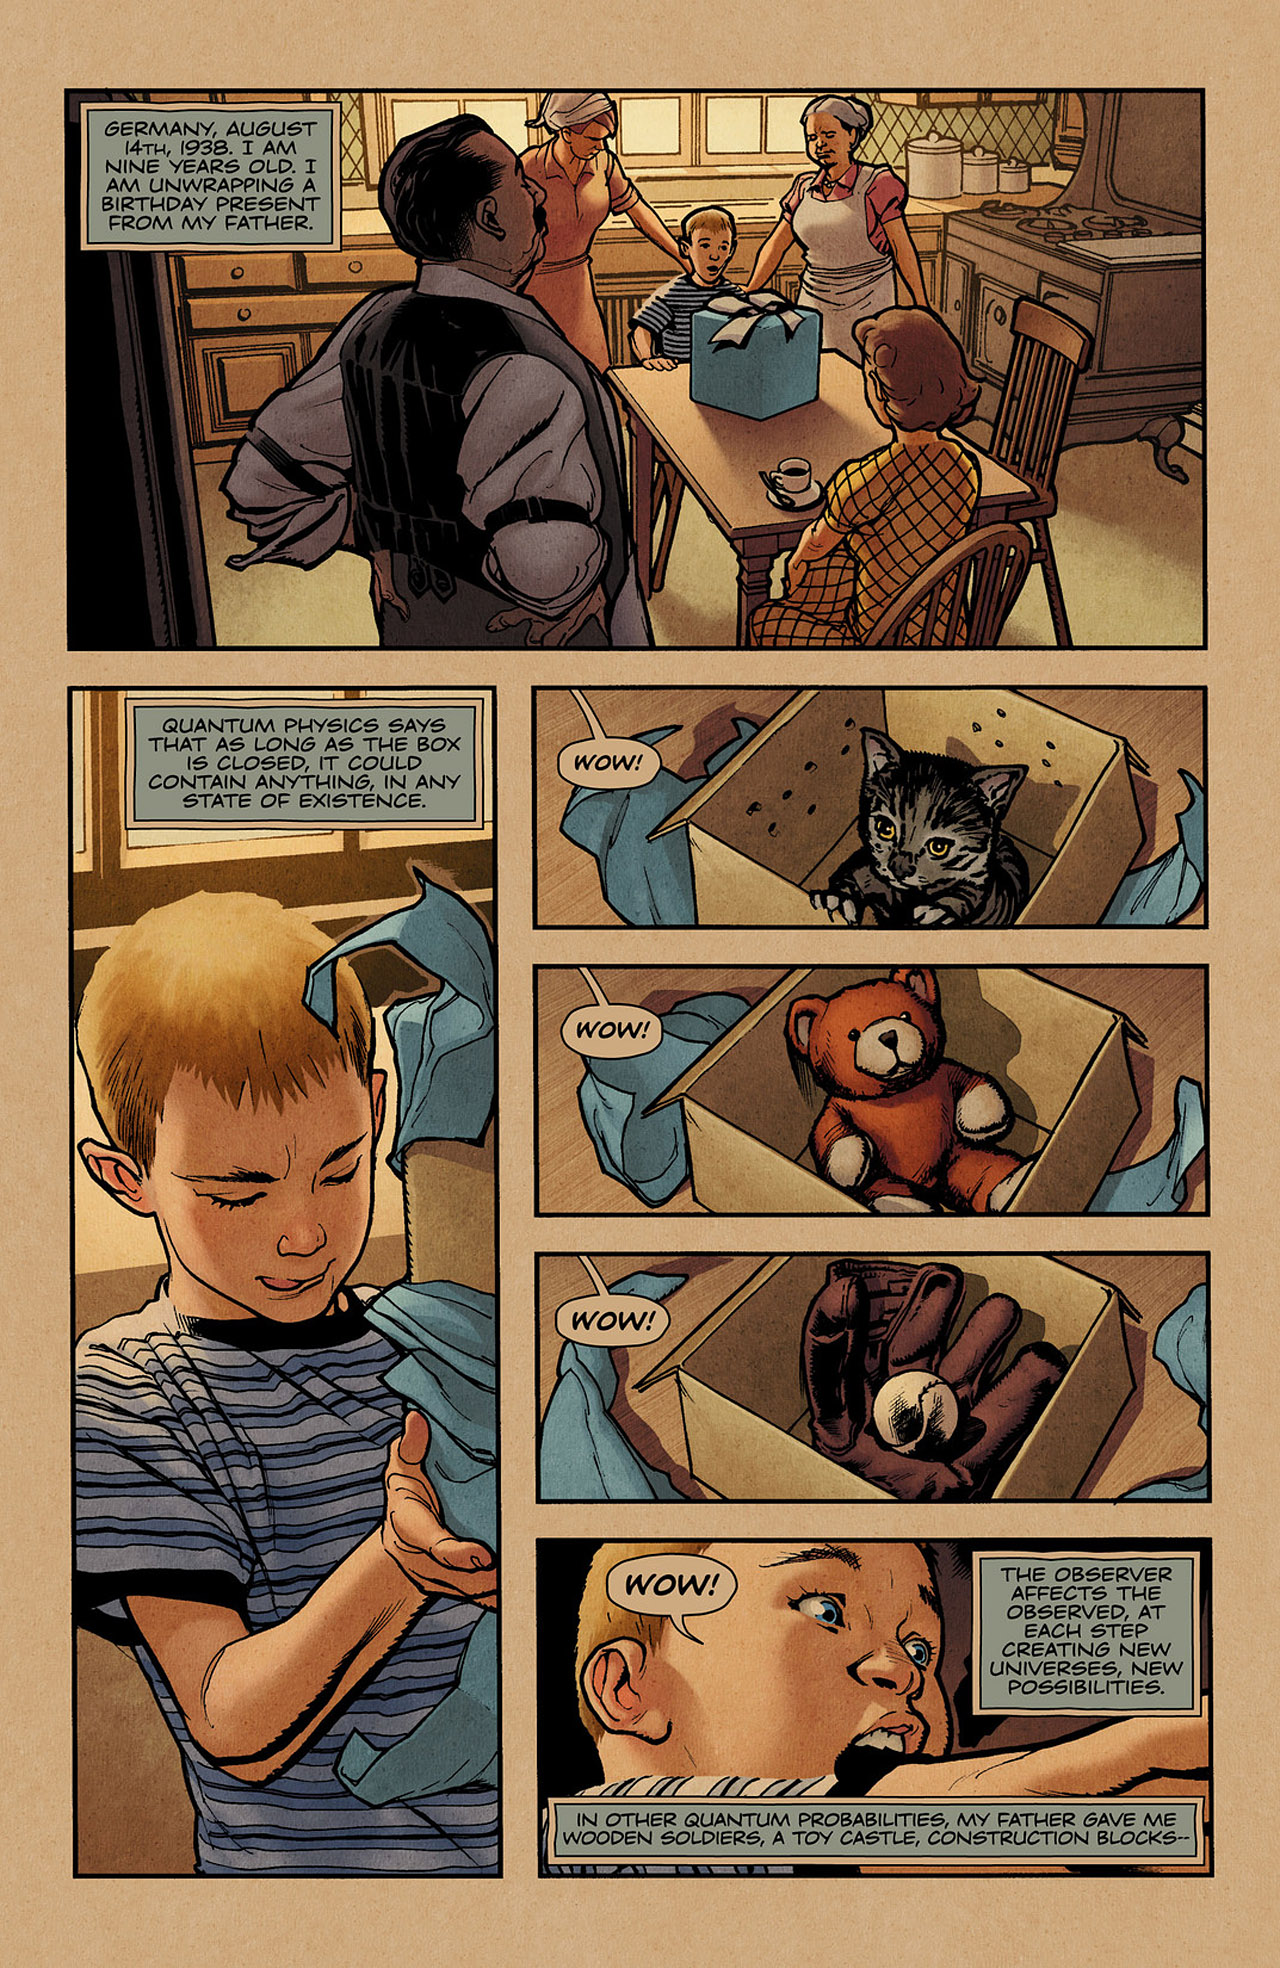 GERMANY, AUGUST
14TH, 1938. I AM
NINE YEARS OLD. I
AM UNWRAPPING A
BIRTHDAY PRESENT
FROM MY FATHER.
QUANTUM PHYSICS SAYS
THAT AS LONG AS THE BOX
IS CLOSED, IT COULD
CONTAIN ANYTHING, IN ANY
STATE OF EXISTENCE.
WOW!
WOW!
WOW!
WOW!
THE OBSERVER
AFFECTS THE
OBSERVED, AT
EACH STEP
CREATING NEW
UNIVERSES, NEW
POSSIBILITIES.
IN OTHER QUANTUM PROBABILITIES, MY FATHER GAVE ME
WOODEN SOLDIERS, A TOY CASTLE, CONSTRUCTION BLOCKS--